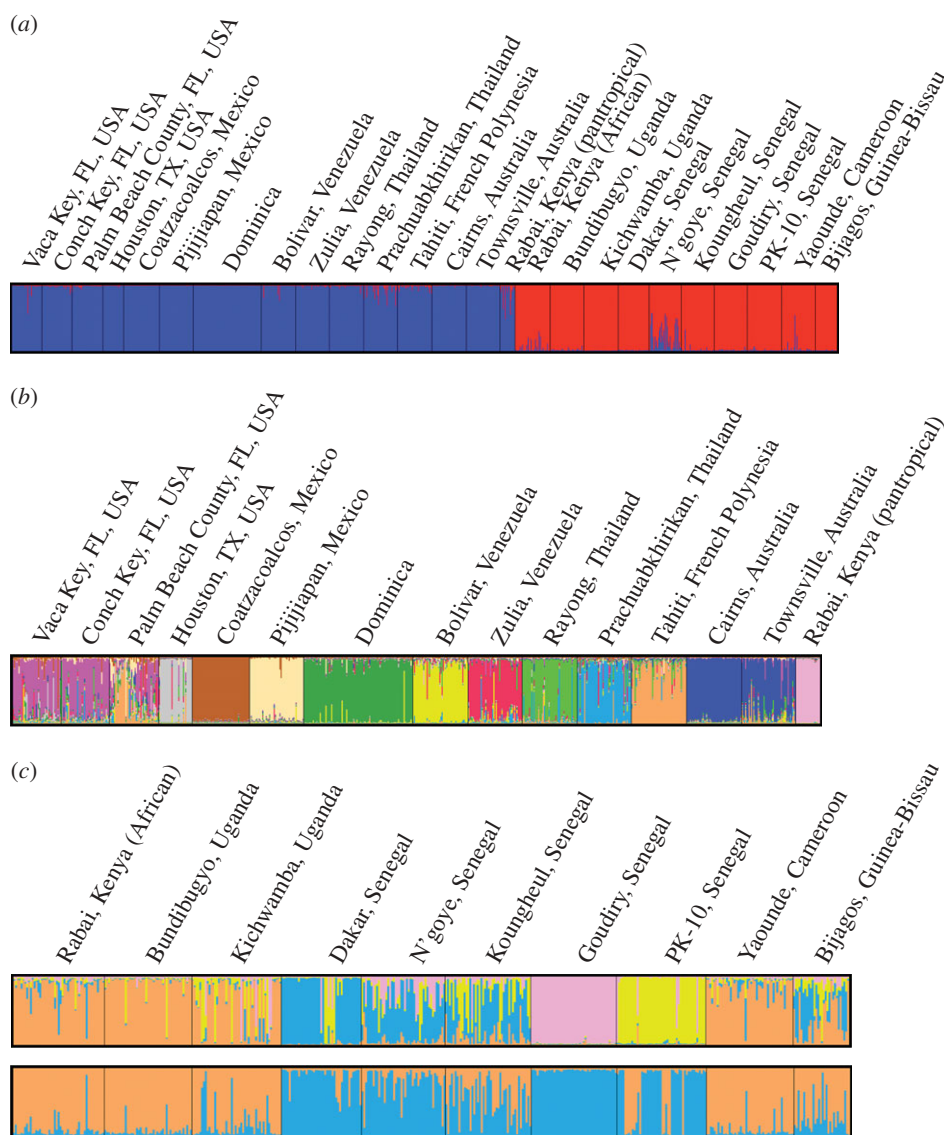 (a)
Vaca Key, FL, USA
Conch Key, FL, USA
Palm Beach County, FL, USA
Houston, TX, USA
Coatzacoalcos, Mexico
Pijijiapan, Mexico
Dominica
Bolivar, Venezuela
Zulia, Venezuela
Rayong, Thailand
Prachuabkhirikan, Thailand
Tahiti, French Polynesia
Cairns, Australia
Townsville, Australia
Rabai, Kenya (pantropical)
Rabai, Kenya (African)
Bundibugyo, Uganda
Kichwamba, Uganda
Dakar, Senegal
N'goye, Senegal
Koungheul, Senegal
Goudiry, Senegal
PK-10, Senegal
Yaounde, Cameroon
Bijagos, Guinea-Bissau
(b)
Vaca Key, FL, USA
Conch Key, FL, USA
Palm Beach County, FL, USA
Houston, TX, USA
Coatzacoalcos, Mexico
Pijijiapan, Mexico
Dominica
Bolivar, Venezuela
Zulia, Venezuela
Rayong, Thailand
Prachuabkhirikan, Thailand
Tahiti, French Polynesia
Cairns, Australia
Townsville, Australia
Rabai, Kenya (pantropical)
(c)
Rabai, Kenya (African)
Bundibugyo, Uganda
Kichwamba, Uganda
Dakar, Senegal
N'goye, Senegal
Koungheul, Senegal
Goudiry, Senegal
PK-10, Senegal
Yaounde, Cameroon
Bijagos, Guinea-Bissau